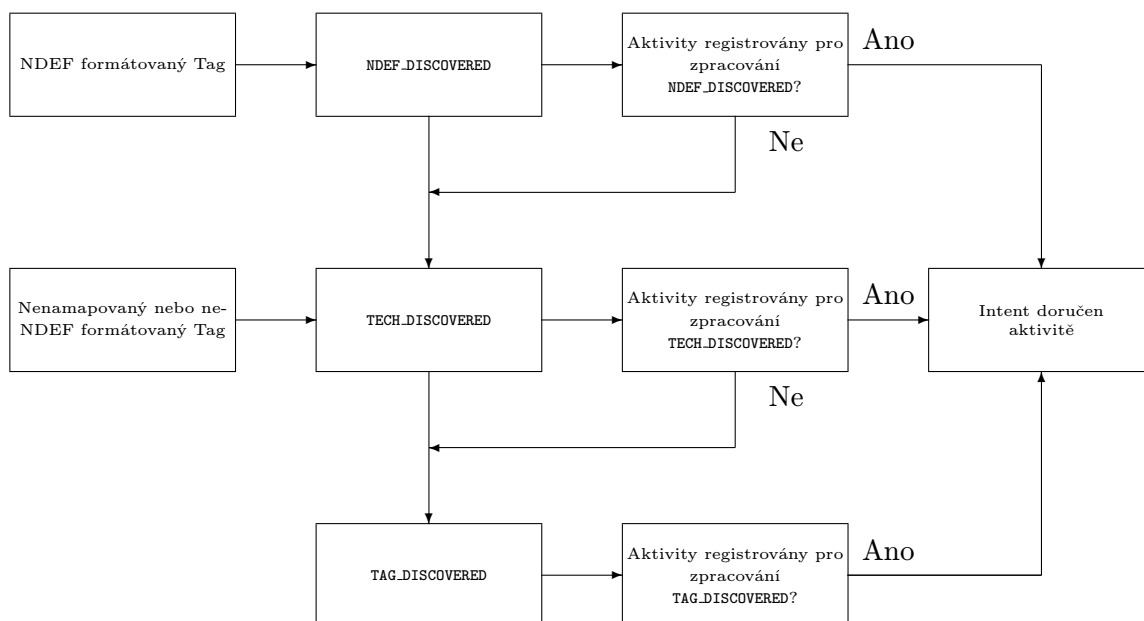 NDEF formátovaný Tag
NDEF_DISCOVERED
Aktivity registrovány pro
zpracování
NDEF_DISCOVERED?
Ano
Ne
Nenamapovaný nebo ne-
NDEF formátovaný Tag
TECH_DISCOVERED
Aktivity registrovány pro
zpracování
TECH_DISCOVERED?
Ano
Intent doručen
aktivitě
Ne
TAG_DISCOVERED
Aktivity registrovány pro
zpracování
TAG_DISCOVERED?
Ano